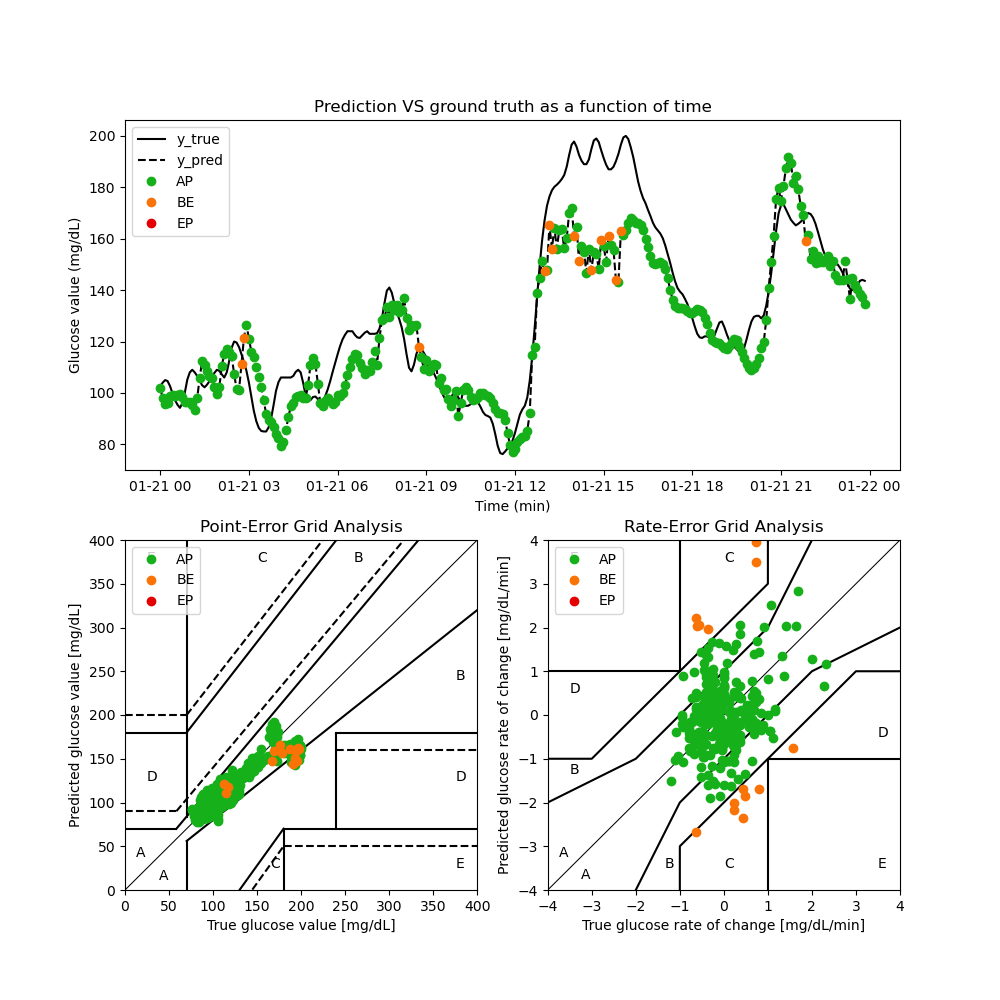 Prediction VS ground truth as a function of time
Glucose value (mg/dL)
200
180
160
140
120
100
80
y_true
y_pred
AP
BE
EP
01-21 00 01-21 03 01-21 06 01-21 09 01-21 12 01-21 15 01-21 18 01-21 21 01-22 00
Time (min)
Point-Error Grid Analysis
Predicted glucose value [mg/dL]
400
350
300
250
200
150
100
50
0
AP
BE
EP
C
B
B
D
D
A
A
C
E
0 50 100 150 200 250 300 350 400
True glucose value [mg/dL]
Rate-Error Grid Analysis
Predicted glucose rate of change [mg/dL/min]
4
3
2
1
0
−1
−2
−3
−4
AP
BE
EP
C
D
D
B
A
A
B
C
E
−4 −3 −2 −1 0 1 2 3 4
True glucose rate of change [mg/dL/min]